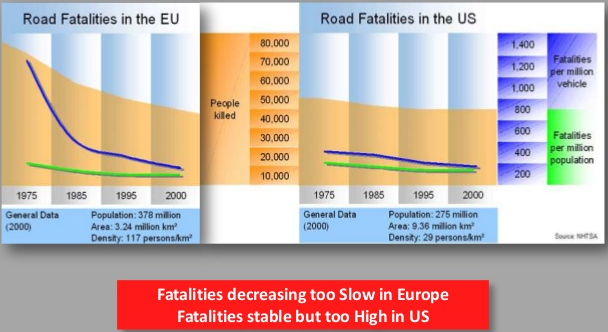 Road Fatalities in the EU
1975
1985
1995
2000
General Data
(2000)
Population: 378 million
Area: 3.24 million km²
Density: 117 persons/km²
People
killed
80,000
70,000
60,000
50,000
40,000
30,000
20,000
10,000
Road Fatalities in the US
1975
1985
1995
2000
General Data
(2000)
Population: 275 million
Area: 9.36 million km²
Density: 29 persons/km²
1,400
1,200
1,000
800
600
400
200
Fatalities
per million
vehicle
Fatalities
per million
population
Source: NHTSA
Fatalities decreasing too Slow in Europe
Fatalities stable but too High in US